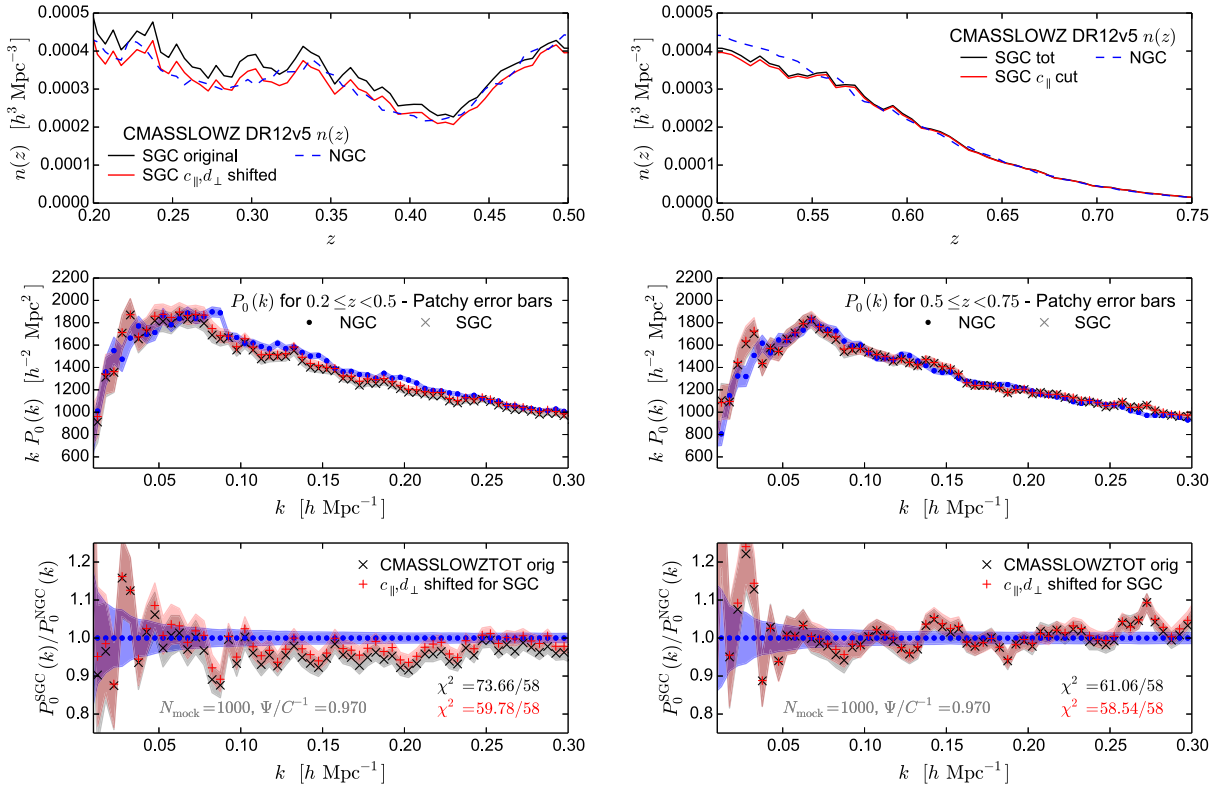 0.0005
0.0004
0.0003
0.0002
0.0001
0.0000
n(z) [h³ Mpc⁻³]
CMASSLOWZ DR12v5 n(z)
SGC original
NGC
SGC c∥,d⊥ shifted
0.20 0.25 0.30 0.35 0.40 0.45 0.50
z
0.0005
0.0004
0.0003
0.0002
0.0001
0.0000
n(z) [h³ Mpc⁻³]
CMASSLOWZ DR12v5 n(z)
SGC tot
NGC
SGC c∥ cut
0.50 0.55 0.60 0.65 0.70 0.75
z
2200
2000
1800
1600
1400
1200
1000
800
600
k P₀(k) [h⁻² Mpc²]
P₀(k) for 0.2≤z<0.5 - Patchy error bars
NGC
SGC
0.05 0.10 0.15 0.20 0.25 0.30
k [h Mpc⁻¹]
2200
2000
1800
1600
1400
1200
1000
800
600
k P₀(k) [h⁻² Mpc²]
P₀(k) for 0.5≤z<0.75 - Patchy error bars
NGC
SGC
0.05 0.10 0.15 0.20 0.25 0.30
k [h Mpc⁻¹]
1.2
1.1
1.0
0.9
0.8
P₀^SGC(k)/P₀^NGC(k)
CMASSLOWZTOT orig
c∥,d⊥ shifted for SGC
χ² =73.66/58
N_mock=1000, Ψ/C⁻¹=0.970
χ² =59.78/58
0.05 0.10 0.15 0.20 0.25 0.30
k [h Mpc⁻¹]
1.2
1.1
1.0
0.9
0.8
P₀^SGC(k)/P₀^NGC(k)
CMASSLOWZTOT orig
c∥,d⊥ shifted for SGC
χ² =61.06/58
N_mock=1000, Ψ/C⁻¹=0.970
χ² =58.54/58
0.05 0.10 0.15 0.20 0.25 0.30
k [h Mpc⁻¹]